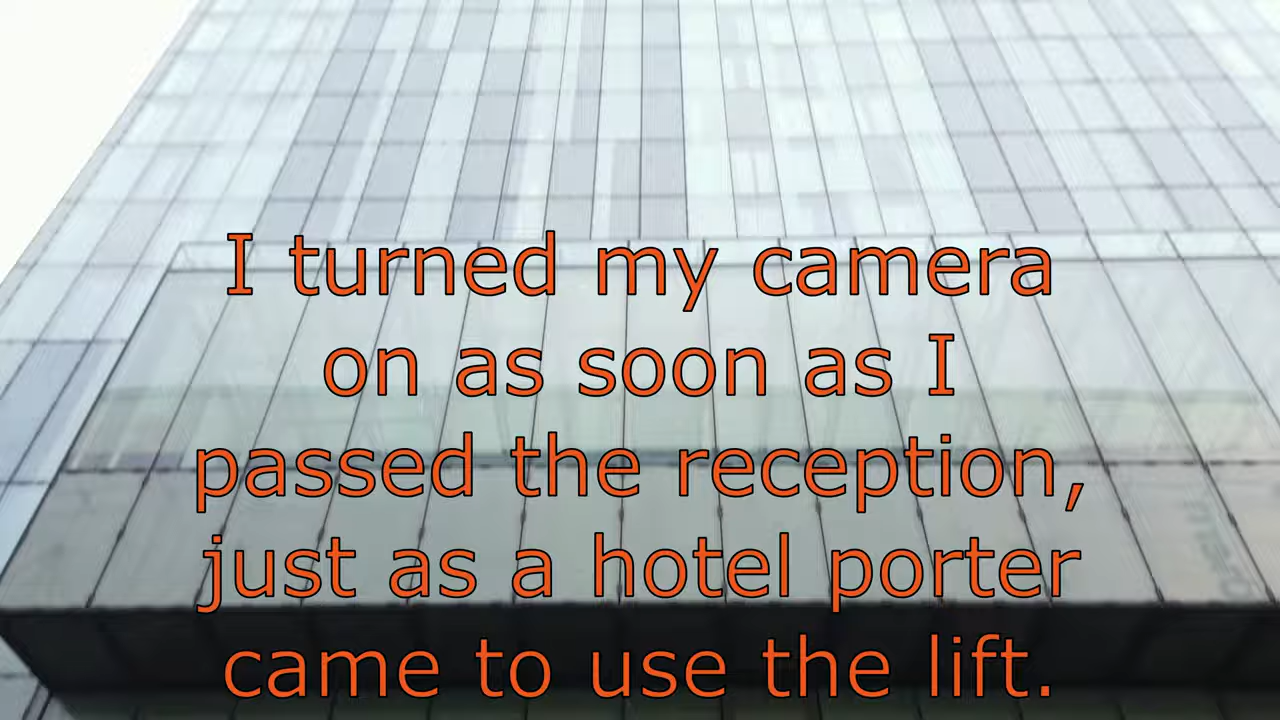 I turned my camera
on as soon as I
passed the reception,
just as a hotel porter
came to use the lift.